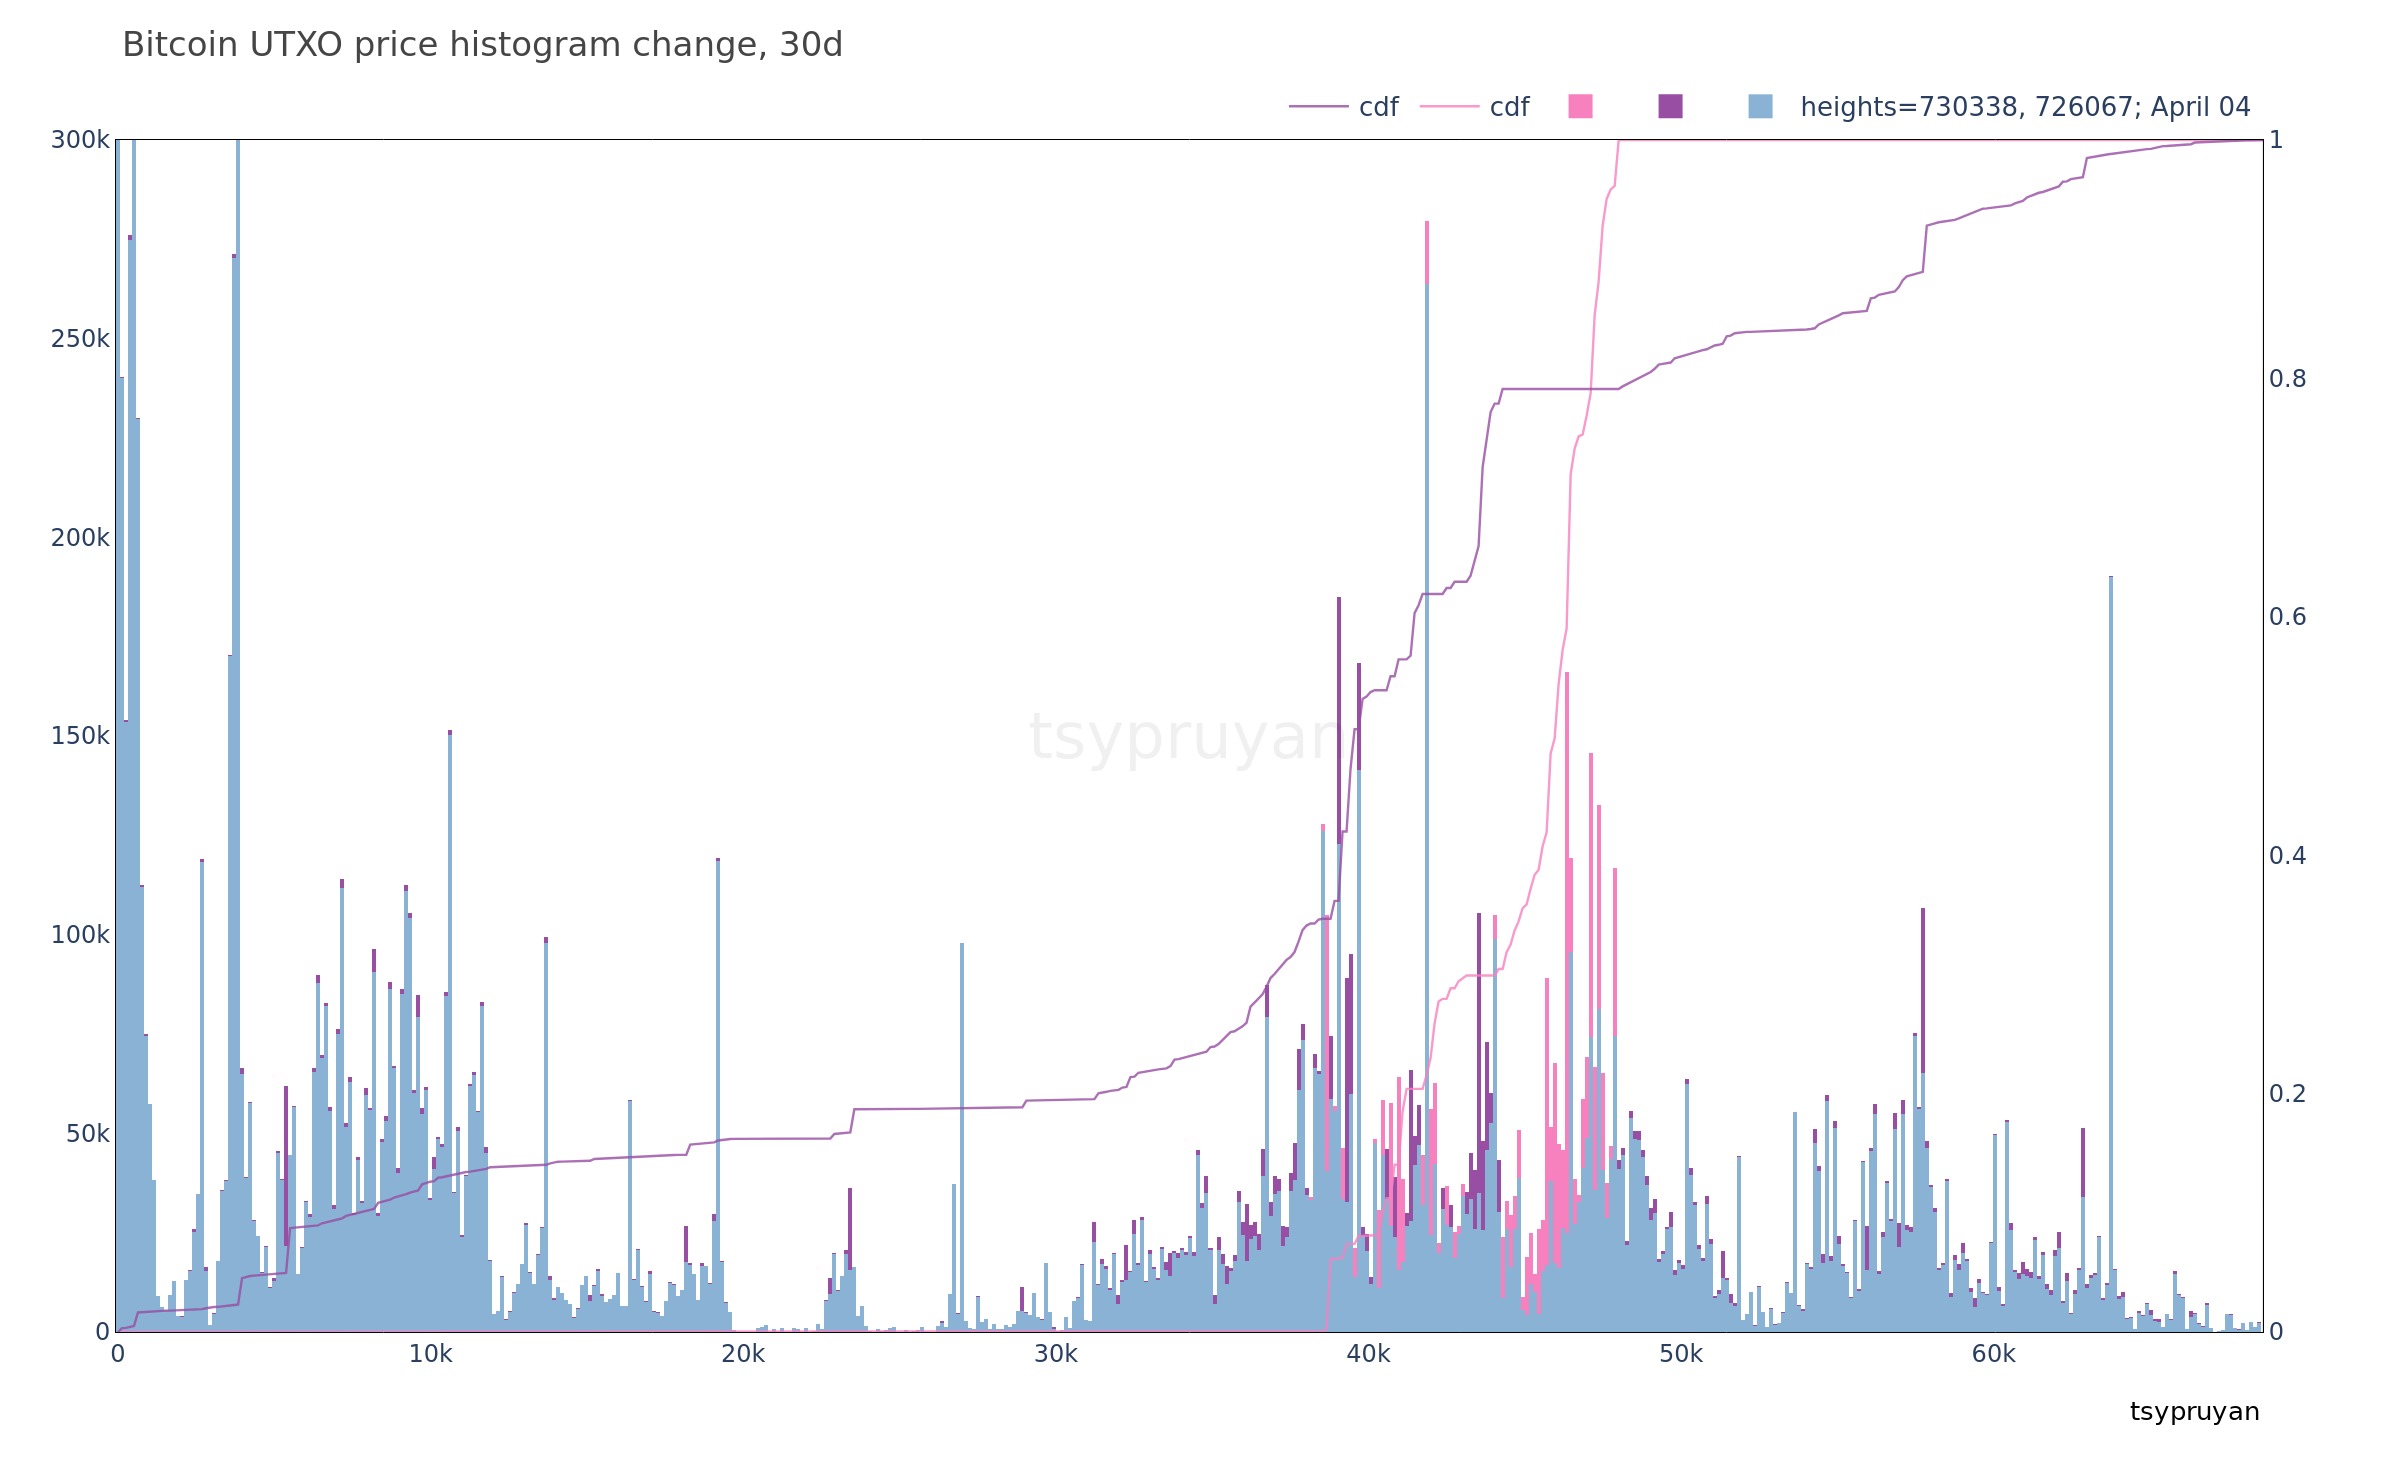 Bitcoin UTXO price histogram change, 30d
cdf cdf heights=730338, 726067; April 04
300k 1
250k
0.8
200k
0.6
tsypruyan
150k
0.4
100k
0.2
50k
0 0
0 10k 20k 30k 40k 50k 60k
tsypruyan